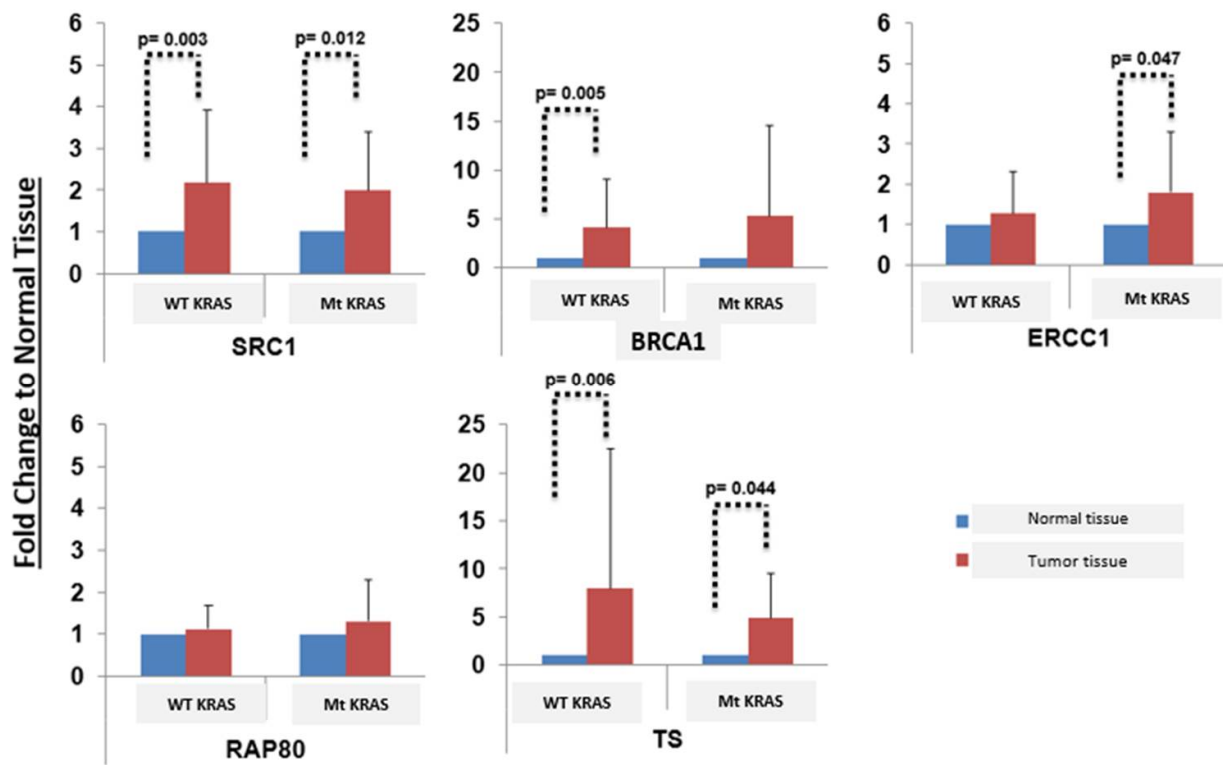 Fold Change to Normal Tissue
6
5
4
3
2
1
0
p= 0.003
p= 0.012
WT KRAS
Mt KRAS
SRC1
25
20
15
10
5
0
p= 0.005
WT KRAS
Mt KRAS
BRCA1
6
5
4
3
2
1
0
p= 0.047
WT KRAS
Mt KRAS
ERCC1
6
5
4
3
2
1
0
WT KRAS
Mt KRAS
RAP80
25
20
15
10
5
0
p= 0.006
p= 0.044
WT KRAS
Mt KRAS
TS
Normal tissue
Tumor tissue